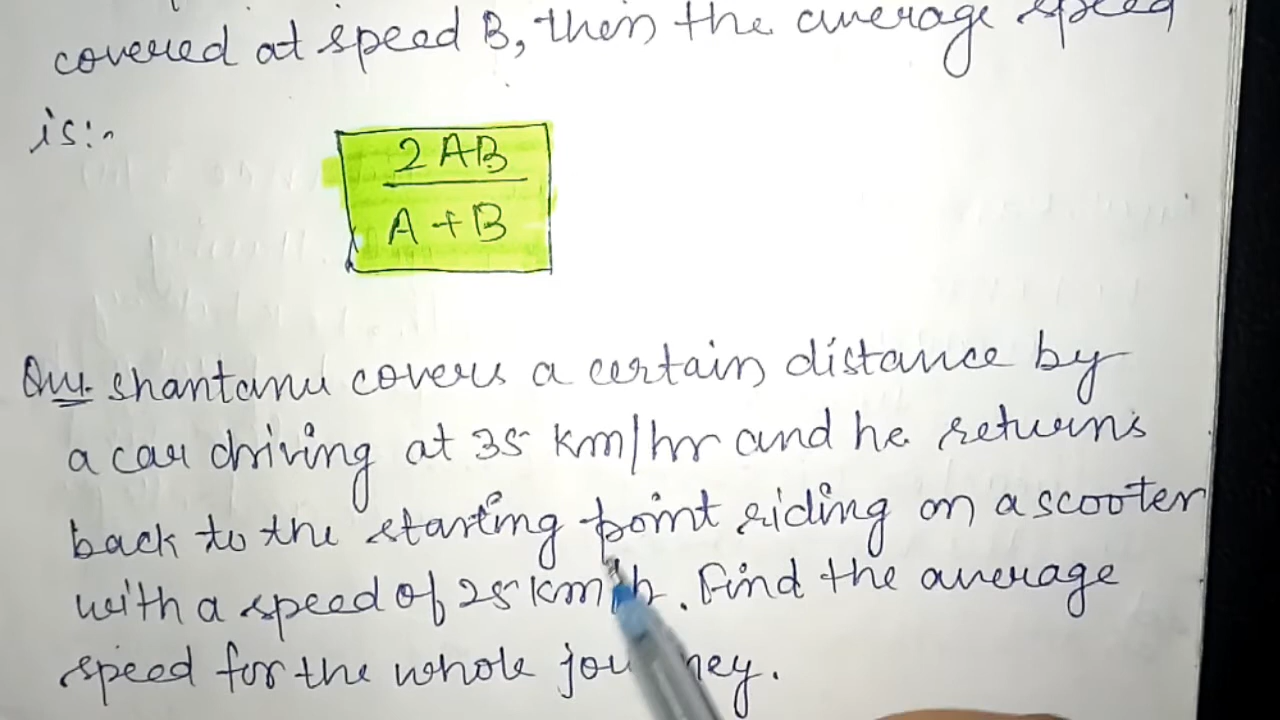 covered at speed B, then the average speed
is:-
2AB
A+B
Qn1. Shantanu covers a certain distance by
a car driving at 35 km/hr and he returns
back to the starting point riding on a scooter
with a speed of 25 km/h. Find the average
speed for the whole journey.